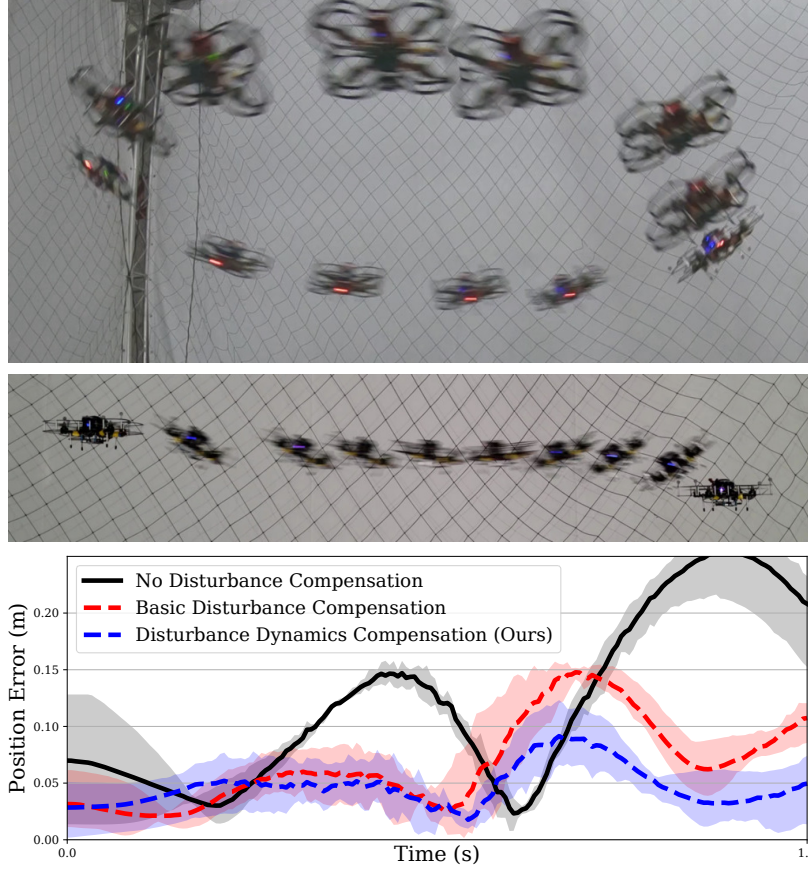 No Disturbance Compensation
Basic Disturbance Compensation
Disturbance Dynamics Compensation (Ours)
Position Error (m)
0.20
0.15
0.10
0.05
0.00
0.0
1.
Time (s)